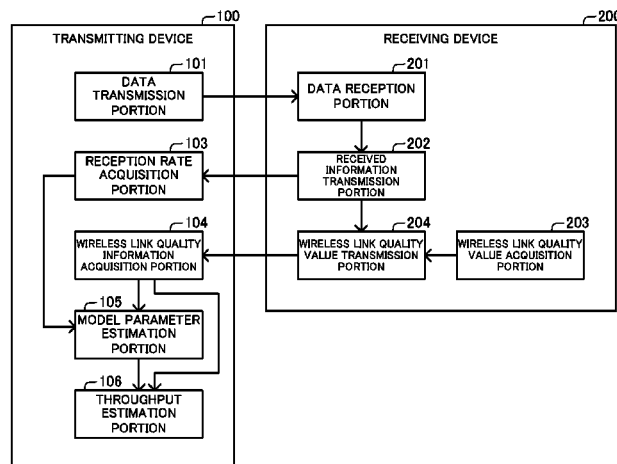 100
TRANSMITTING DEVICE
101
DATA
TRANSMISSION
PORTION
103
RECEPTION RATE
ACQUISITION
PORTION
104
WIRELESS LINK QUALITY
INFORMATION
ACQUISITION PORTION
105
MODEL PARAMETER
ESTIMATION
PORTION
106
THROUGHPUT
ESTIMATION
PORTION
200
RECEIVING DEVICE
201
DATA RECEPTION
PORTION
202
RECEIVED
INFORMATION
TRANSMISSION
PORTION
204
WIRELESS LINK QUALITY
VALUE TRANSMISSION
PORTION
203
WIRELESS LINK QUALITY
VALUE ACQUISITION
PORTION